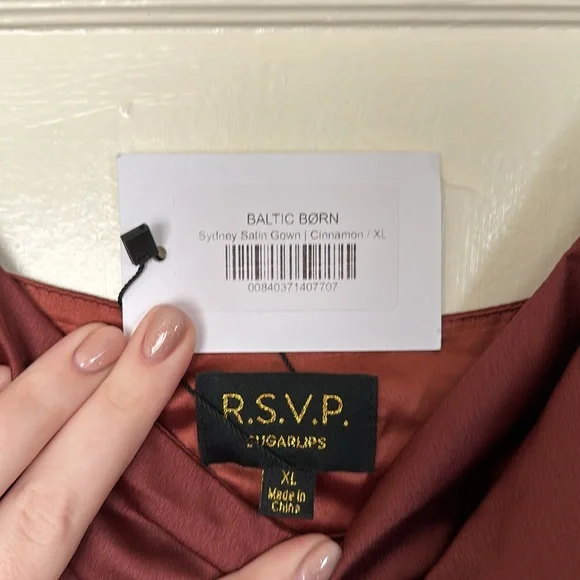 BALTIC BØRN
Sydney Satin Gown | Cinnamon / XL
00840371407707
R.S.V.P.
SUGARLIPS
XL
Made in
China